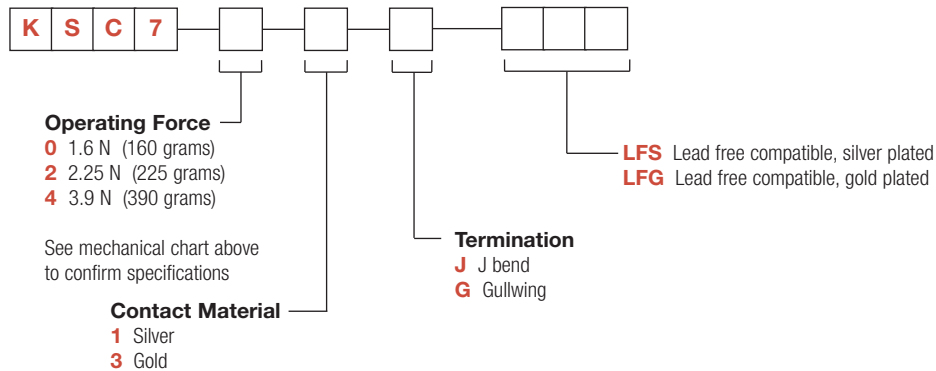 K S C 7
Operating Force
0 1.6 N (160 grams)
2 2.25 N (225 grams)
4 3.9 N (390 grams)
See mechanical chart above
to confirm specifications
Contact Material
1 Silver
3 Gold
Termination
J J bend
G Gullwing
LFS Lead free compatible, silver plated
LFG Lead free compatible, gold plated